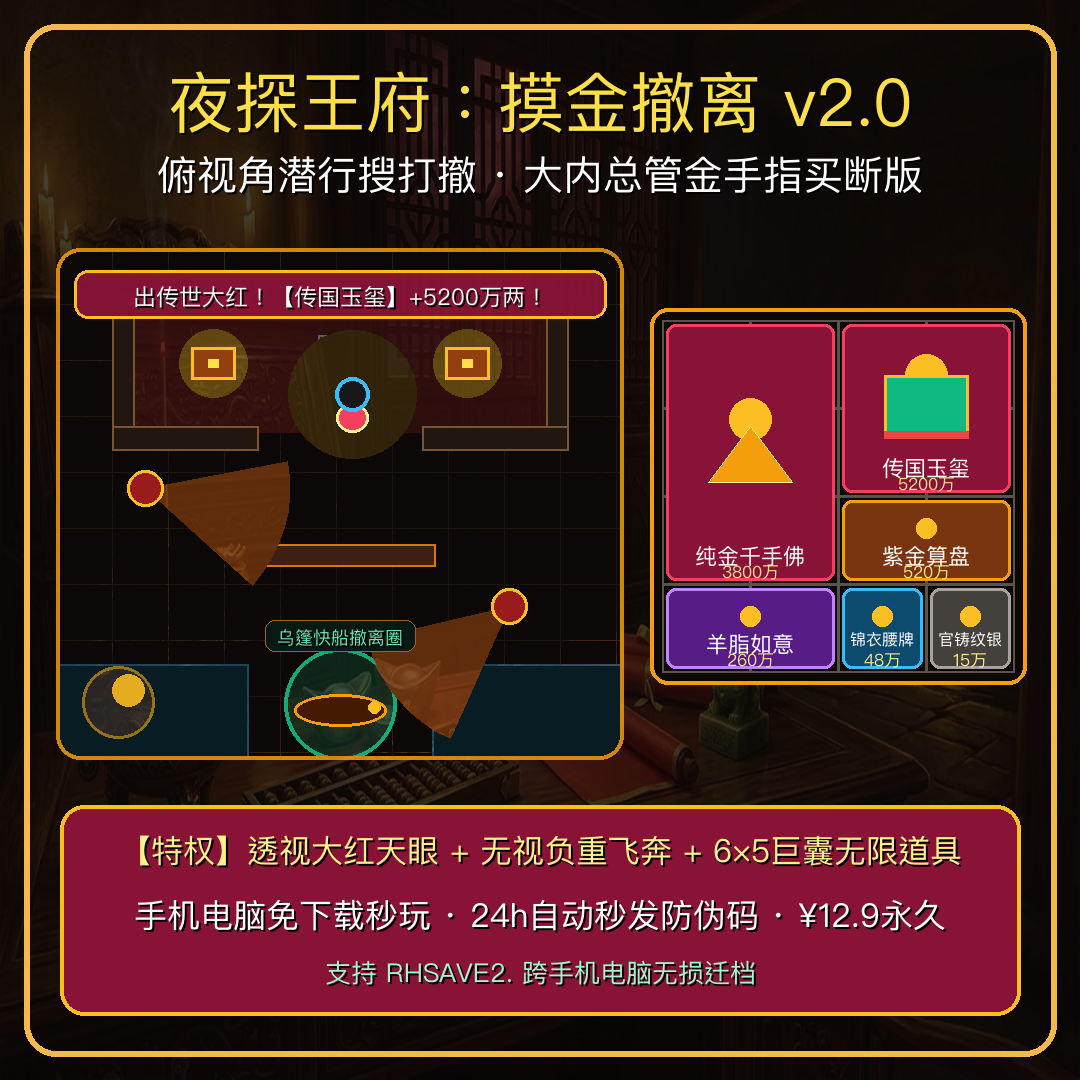 夜探王府：摸金撤离 v2.0
俯视角潜行搜打撤 · 大内总管金手指买断版
出传世大红！【传国玉玺】+5200万两！
乌篷快船撤离圈
纯金千手佛
3800万
传国玉玺
5200万
紫金算盘
520万
羊脂如意
260万
锦衣腰牌
48万
官铸纹银
15万
【特权】透视大红天眼 + 无视负重飞奔 + 6×5巨囊无限道具
手机电脑免下载秒玩 · 24h自动秒发防伪码 · ¥12.9永久
支持 RHSAVE2. 跨手机电脑无损迁档